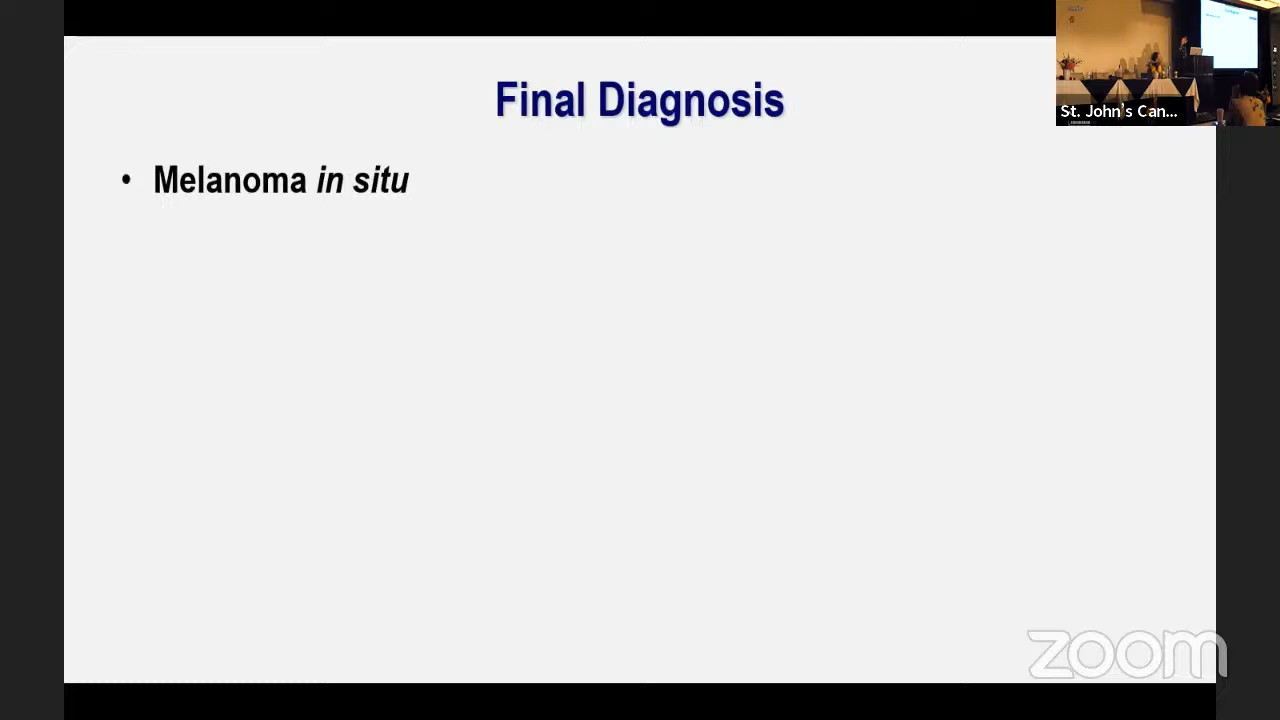 Final Diagnosis
St. John's Can...
• Melanoma in situ
zoom